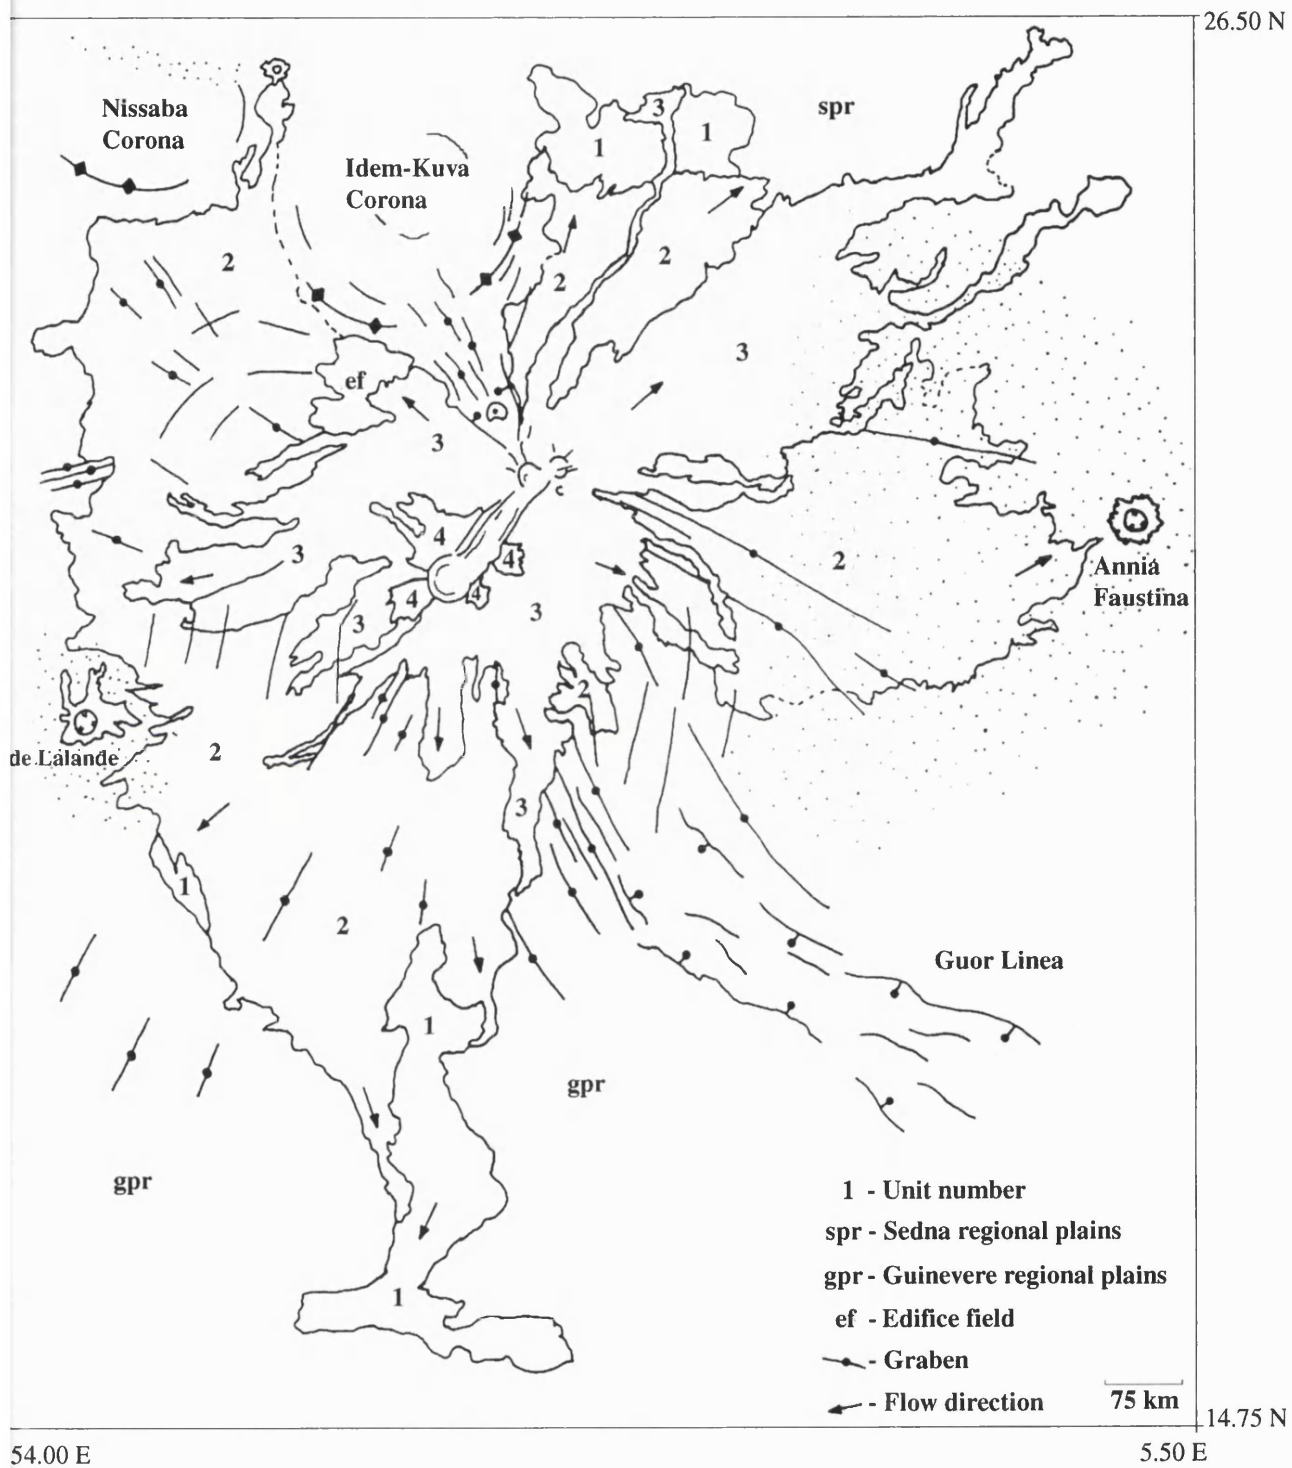 26.50 N
Nissaba
Corona
Idem-Kuva
Corona
spr
3
1
1
2
2
2
3
ef
3
4
3
4
4
4
3
3
2
Annia
Faustina
2
de Lalande
2
3
1
2
Guor Linea
1
gpr
gpr
1
1 - Unit number
spr - Sedna regional plains
gpr - Guinevere regional plains
ef - Edifice field
- Graben
- Flow direction
75 km
14.75 N
54.00 E
5.50 E